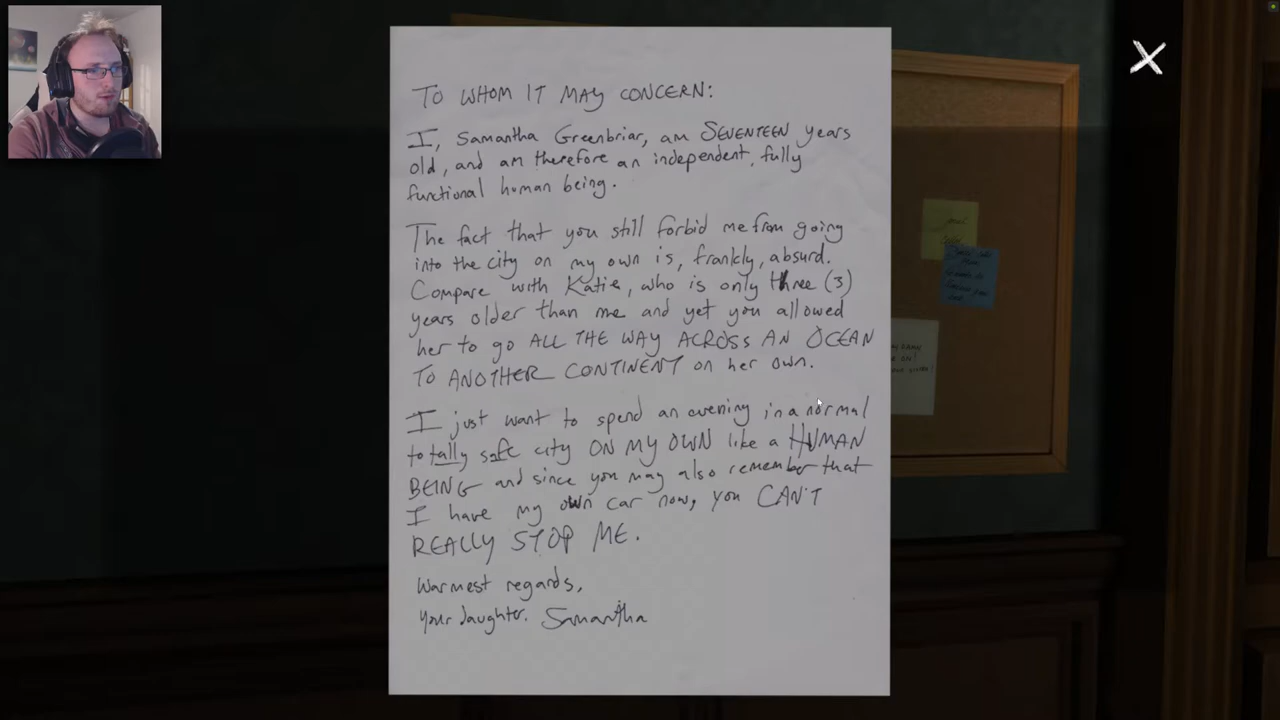 TO WHOM IT MAY CONCERN:
I, Samantha Greenbriar, am SEVENTEEN years
old, and am therefore an independent, fully
functional human being.
The fact that you still forbid me from going
into the city on my own is, frankly, absurd.
Compare with Katie, who is only three (3)
years older than me and yet you allowed
her to go ALL THE WAY ACROSS AN OCEAN
TO ANOTHER CONTINENT on her own.
I just want to spend an evening in a normal
totally safe city ON MY OWN like a HUMAN
BEING and since you may also remember that
I have my own car now, you CAN'T
REALLY STOP ME.
Warmest regards,
Your daughter. Samantha